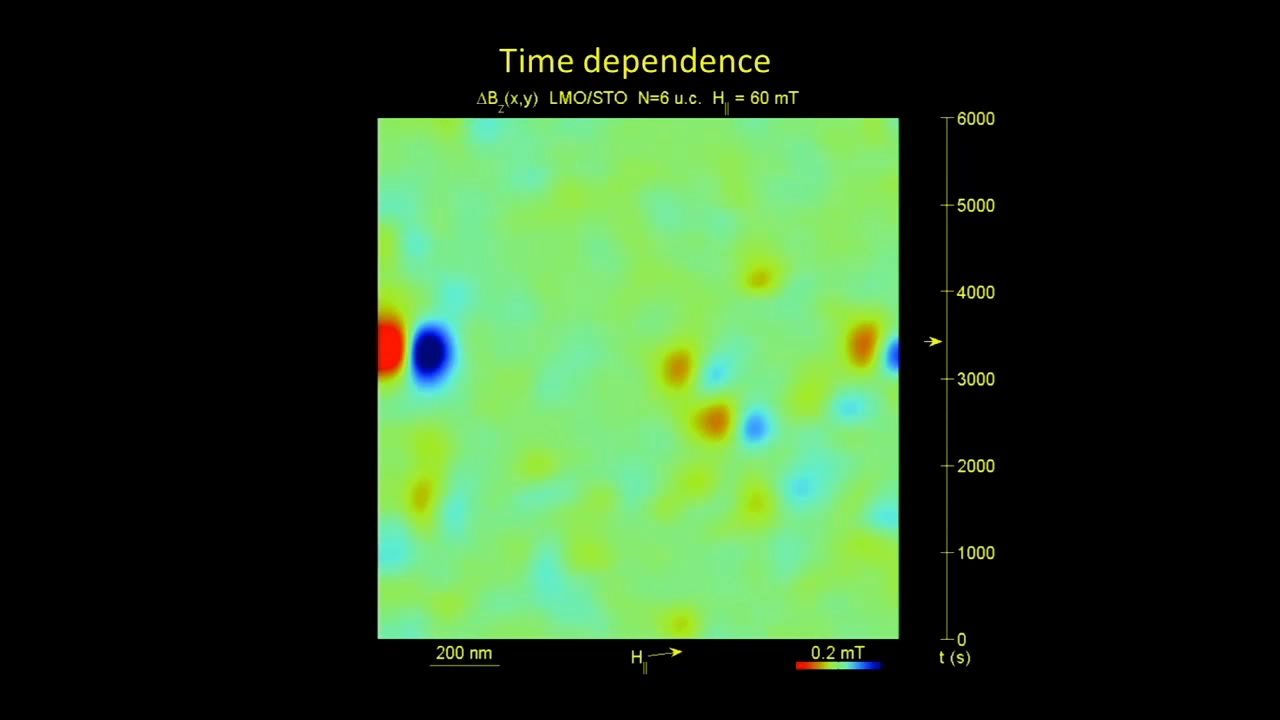 Time dependence
ΔBz(x,y) LMO/STO N=6 u.c. H|| = 60 mT
6000
5000
4000
3000
2000
1000
0
t (s)
200 nm
H||
0.2 mT